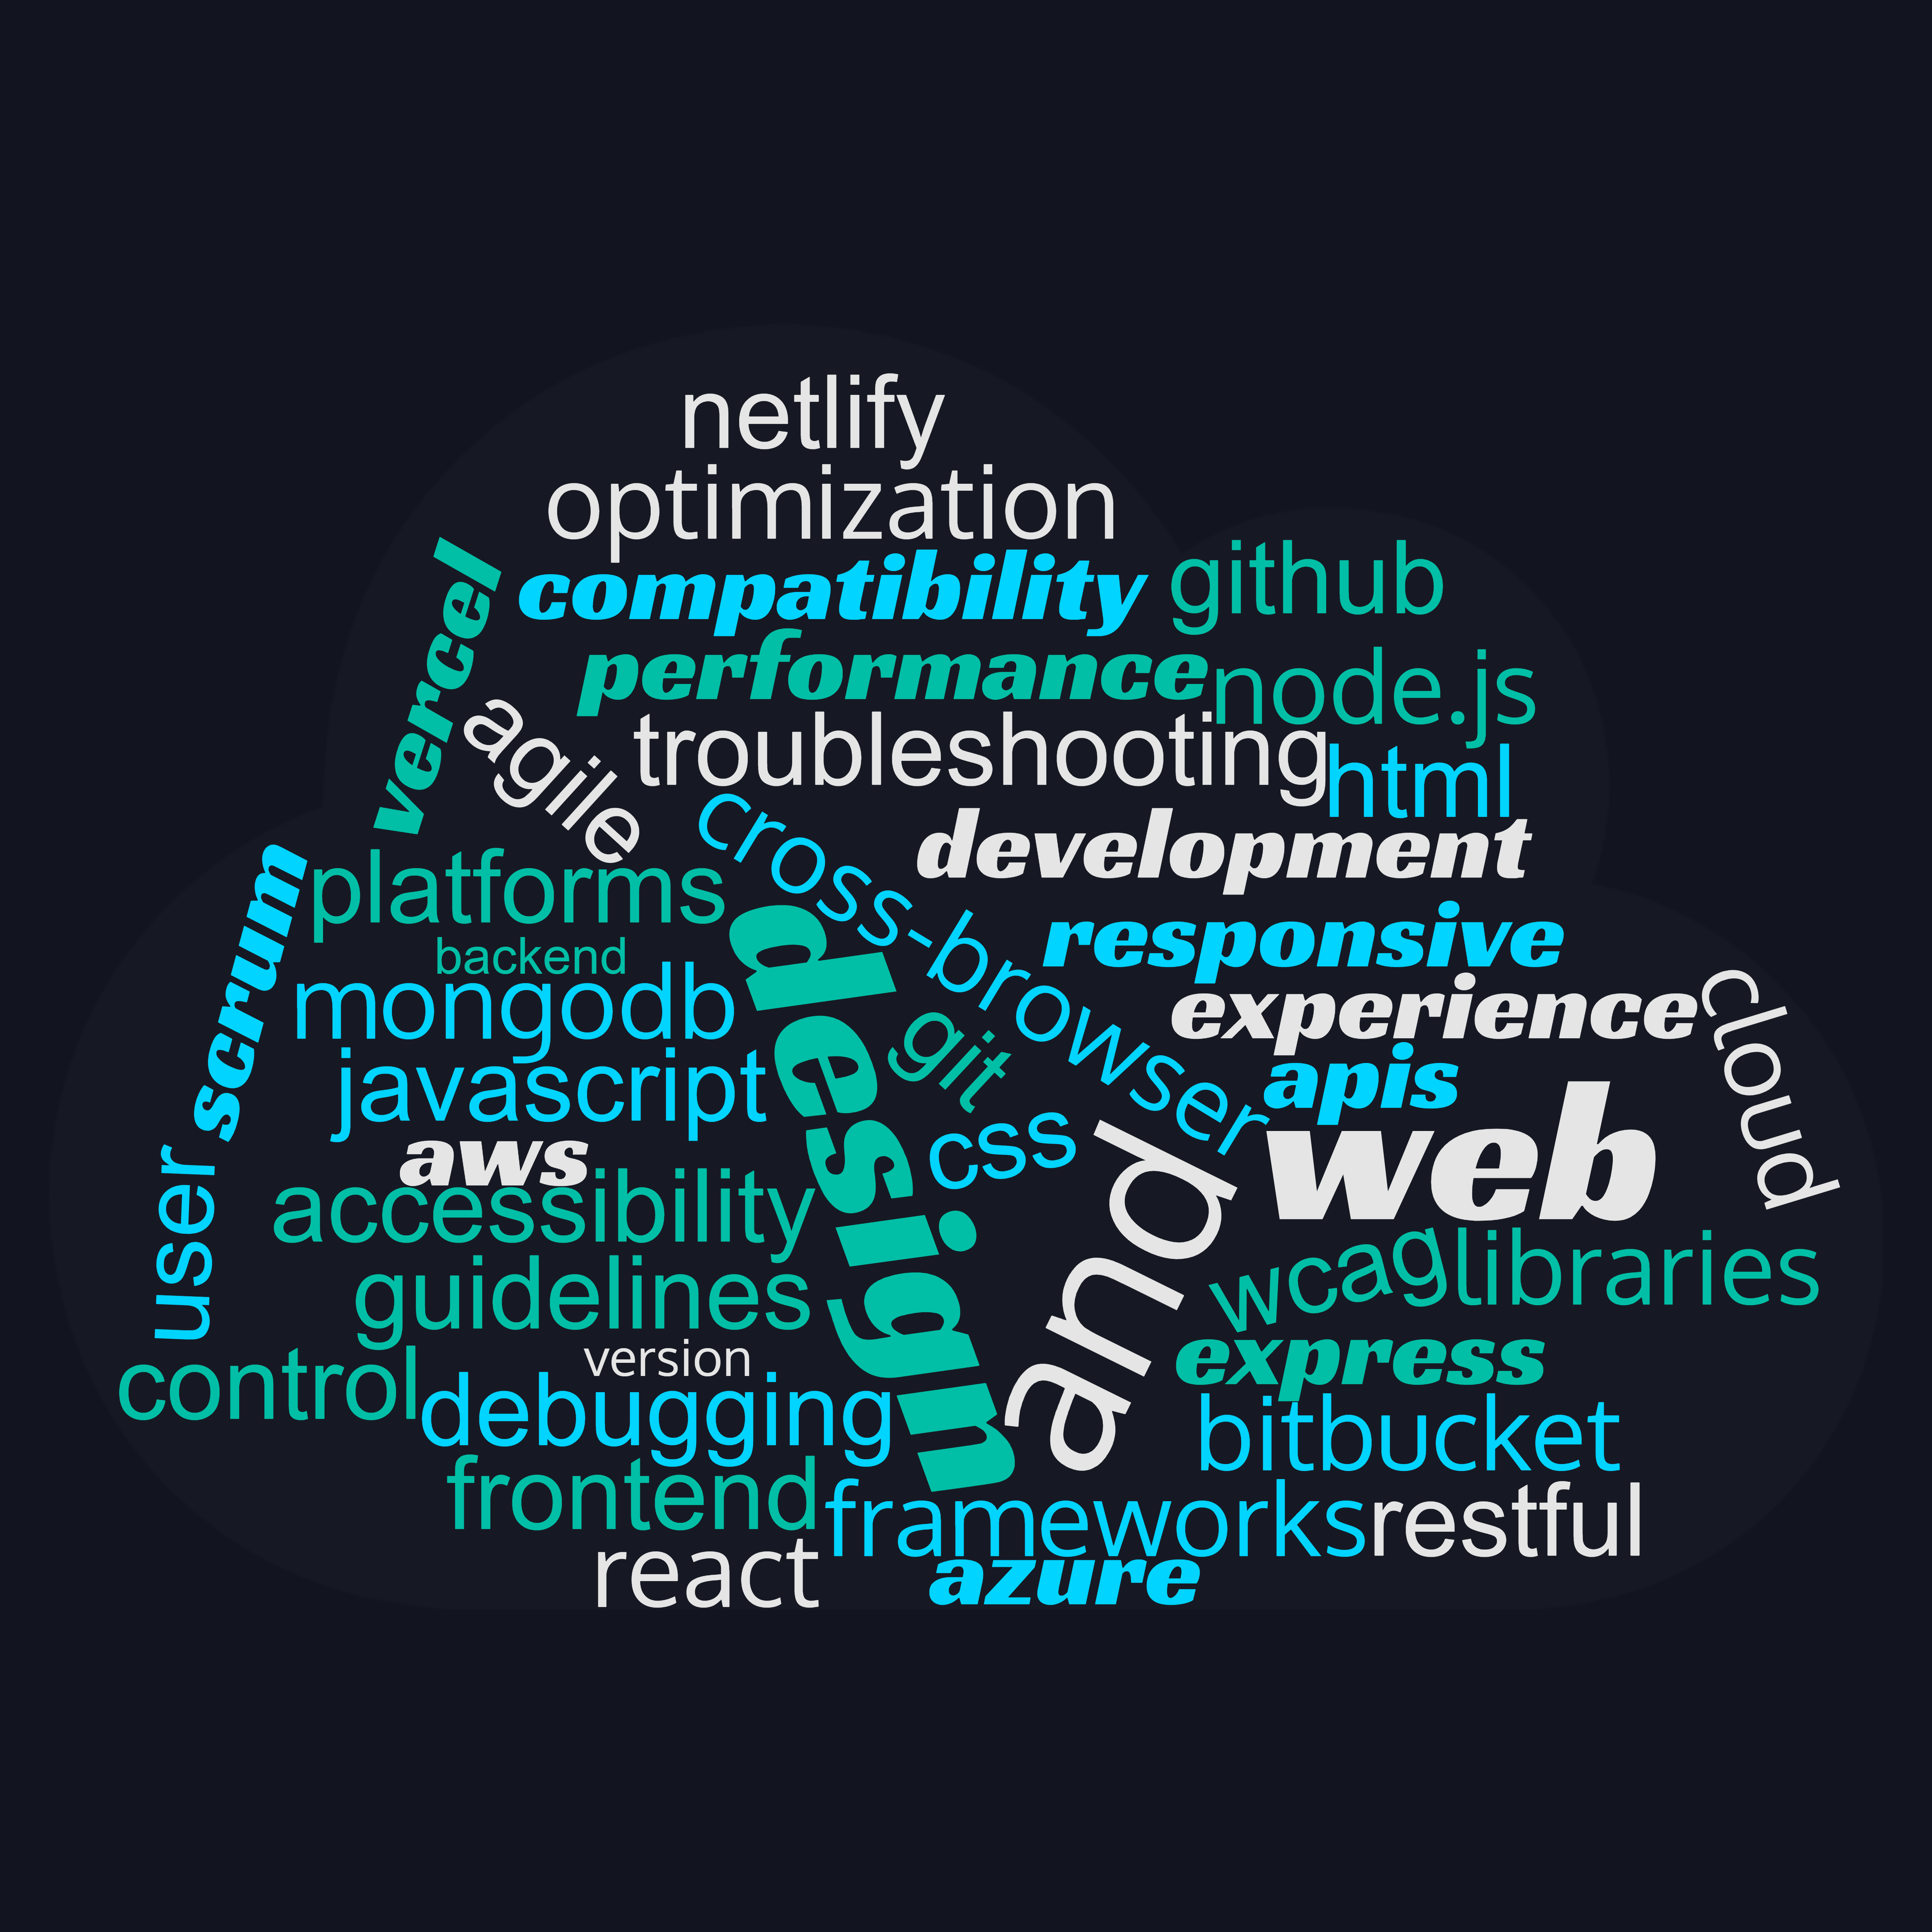 netlify
optimization
compatibility
github
vercel
performance
node.js
agile
troubleshooting
html
cross-browser
development
platforms
scrum
design
responsive
backend
mongodb
experience
cloud
git
javascript
apis
css
and
web
aws
user
accessibility
wcag
libraries
guidelines
version
express
control
debugging
bitbucket
frontend
frameworks
restful
react
azure